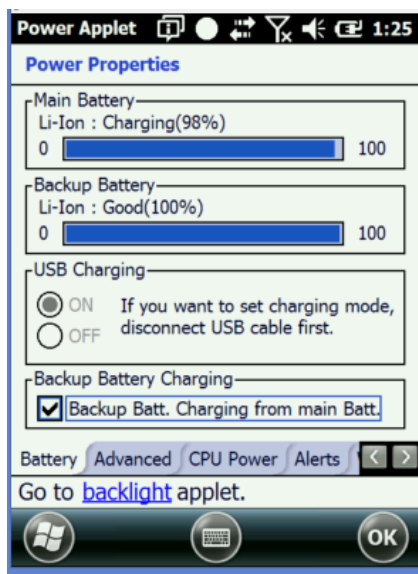 Power Applet 1:25
Power Properties
Main Battery
Li-Ion : Charging(98%)
0 100
Backup Battery
Li-Ion : Good(100%)
0 100
USB Charging
ON
OFF
If you want to set charging mode,
disconnect USB cable first.
Backup Battery Charging
Backup Batt. Charging from main Batt.
Battery Advanced CPU Power Alerts
Go to backlight applet.
OK